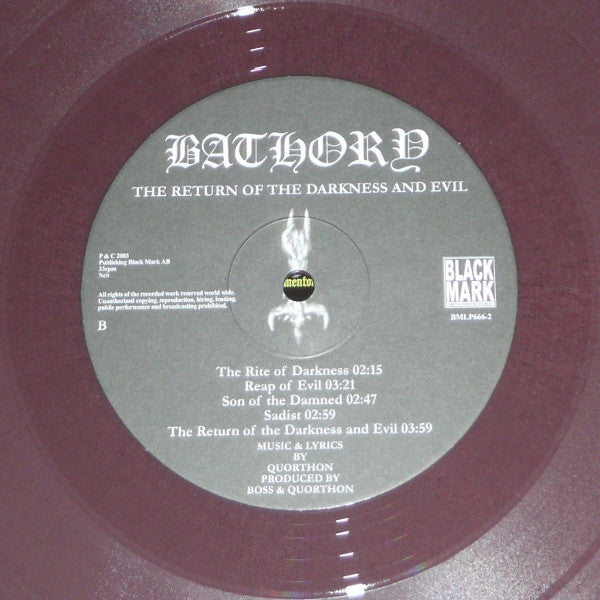 BATHORY
THE RETURN OF THE DARKNESS AND EVIL
P & C 2003
Publishing Black Mark AB
33rpm
Ncb
All rights of the recorded work reserved world wide.
Unauthorised copying, reproduction, hiring, lending,
public performance and broadcasting prohibited.
B
mento
BLACK
MARK
BMLP666-2
The Rite of Darkness 02:15
Reap of Evil 03:21
Son of the Damned 02:47
Sadist 02:59
The Return of the Darkness and Evil 03:59
MUSIC & LYRICS
BY
QUORTHON
PRODUCED BY
BOSS & QUORTHON